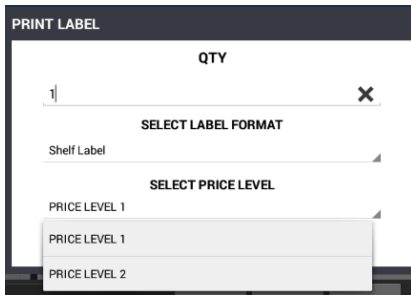 PRINT LABEL
QTY
1
SELECT LABEL FORMAT
Shelf Label
SELECT PRICE LEVEL
PRICE LEVEL 1
PRICE LEVEL 1
PRICE LEVEL 2